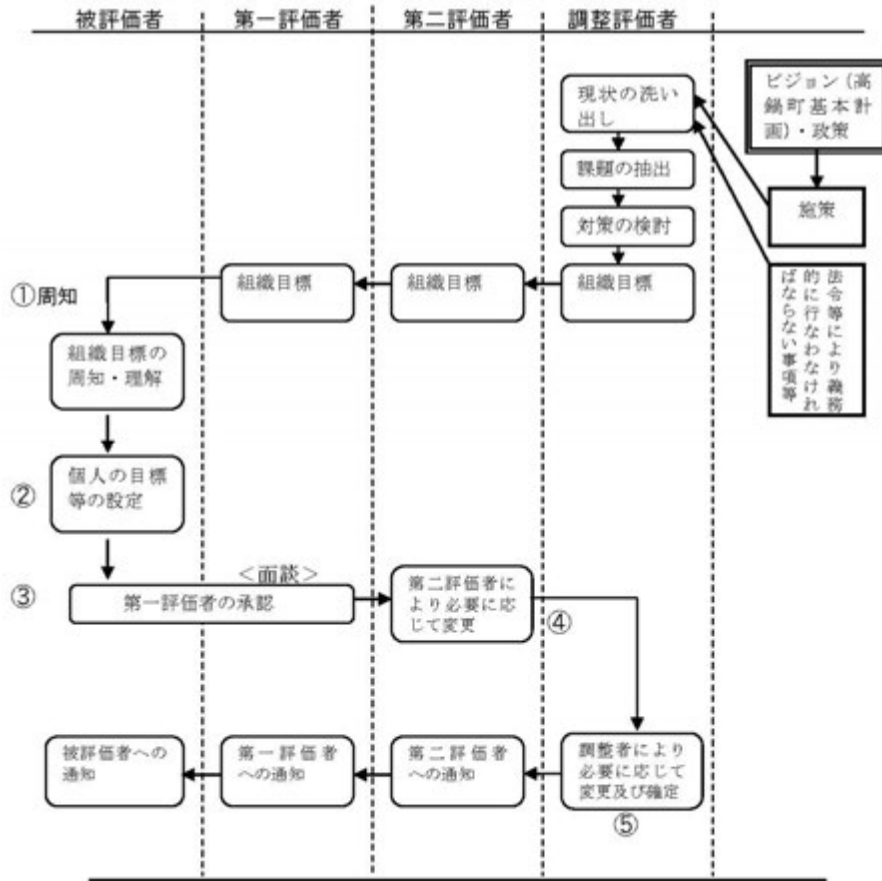 被評価者 第一評価者 第二評価者 調整評価者
現状の洗い
出し
ビジョン(高
鍋町基本計
画)・政策
課題の抽出
施策
対策の検討
組織目標
組織目標
組織目標
法令等により義務
的に行なわなけれ
ばならない事項等
①周知
組織目標の
周知・理解
②
個人の目標
等の設定
③
<面談>
第一評価者の承認
第二評価者に
より必要に応
じて変更
④
被評価者への
通知
第一評価者
への通知
第二評価者
への通知
調整者により
必要に応じて
変更及び確定
⑤